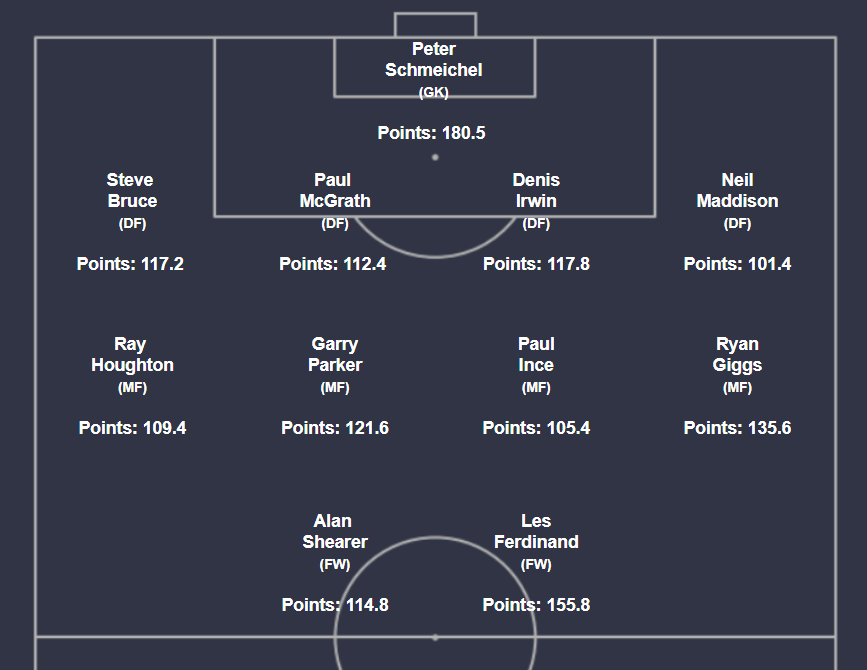 Peter
Schmeichel
(GK)
Points: 180.5
Steve
Bruce
(DF)
Points: 117.2
Paul
McGrath
(DF)
Points: 112.4
Denis
Irwin
(DF)
Points: 117.8
Neil
Maddison
(DF)
Points: 101.4
Ray
Houghton
(MF)
Points: 109.4
Garry
Parker
(MF)
Points: 121.6
Paul
Ince
(MF)
Points: 105.4
Ryan
Giggs
(MF)
Points: 135.6
Alan
Shearer
(FW)
Points: 114.8
Les
Ferdinand
(FW)
Points: 155.8